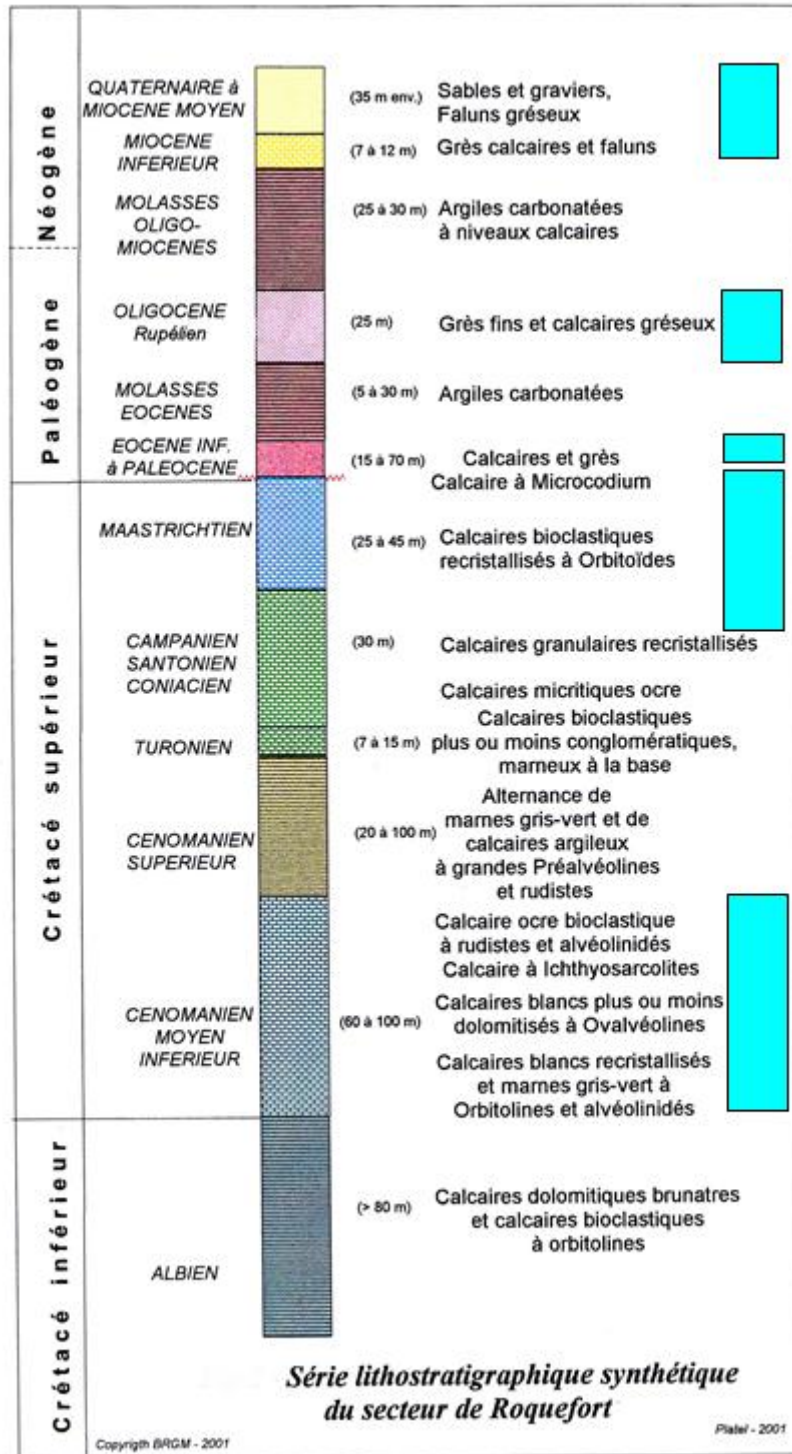 Néogène
QUATERNAIRE à
MIOCENE MOYEN
(35 m env.)
Sables et graviers,
Faluns gréseux
MIOCENE
INFERIEUR
(7 à 12 m)
Grès calcaires et faluns
MOLASSES
OLIGO-
MIOCENES
(25 à 30 m)
Argiles carbonatées
à niveaux calcaires
Paléogène
OLIGOCENE
Rupélien
(25 m)
Grès fins et calcaires gréseux
MOLASSES
EOCENES
(5 à 30 m)
Argiles carbonatées
EOCENE INF.
à PALEOCENE
(15 à 70 m)
Calcaires et grès
Calcaire à Microcodium
Crétacé supérieur
MAASTRICHTIEN
(25 à 45 m)
Calcaires bioclastiques
recristallisés à Orbitoïdes
CAMPANIEN
SANTONIEN
CONIACIEN
(30 m)
Calcaires granulaires recristallisés
Calcaires micritiques ocre
TURONIEN
(7 à 15 m)
Calcaires bioclastiques
plus ou moins conglomératiques,
marneux à la base
CENOMANIEN
SUPERIEUR
(20 à 100 m)
Alternance de
marnes gris-vert et de
calcaires argileux
à grandes Préalvéolines
et rudistes
CENOMANIEN
MOYEN
INFERIEUR
(60 à 100 m)
Calcaire ocre bioclastique
à rudistes et alvéolinidés
Calcaire à Ichthyosarcolites
Calcaires blancs plus ou moins
dolomitisés à Ovalvéolines
Calcaires blancs recristallisés
et marnes gris-vert à
Orbitolines et alvéolinidés
Crétacé inférieur
ALBIEN
(> 80 m)
Calcaires dolomitiques brunatres
et calcaires bioclastiques
à orbitolines
Série lithostratigraphique synthétique
du secteur de Roquefort
Copyrigth BRGM - 2001
Platel - 2001